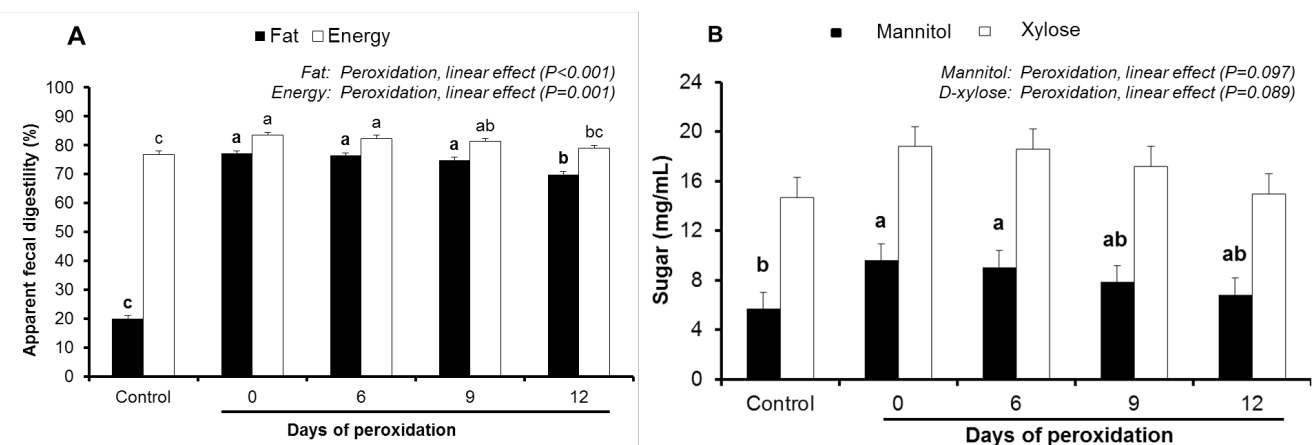 A
Fat Energy
Fat: Peroxidation, linear effect (P<0.001)
Energy: Peroxidation, linear effect (P=0.001)
Apparent fecal digestility (%)
100
90
80
70
60
50
40
30
20
10
0
c c
a a
a a
a ab
b bc
Control 0 6 9 12
Days of peroxidation
B
Mannitol Xylose
Mannitol: Peroxidation, linear effect (P=0.097)
D-xylose: Peroxidation, linear effect (P=0.089)
Sugar (mg/mL)
24
20
16
12
8
4
0
b a a ab ab
Control 0 6 9 12
Days of peroxidation